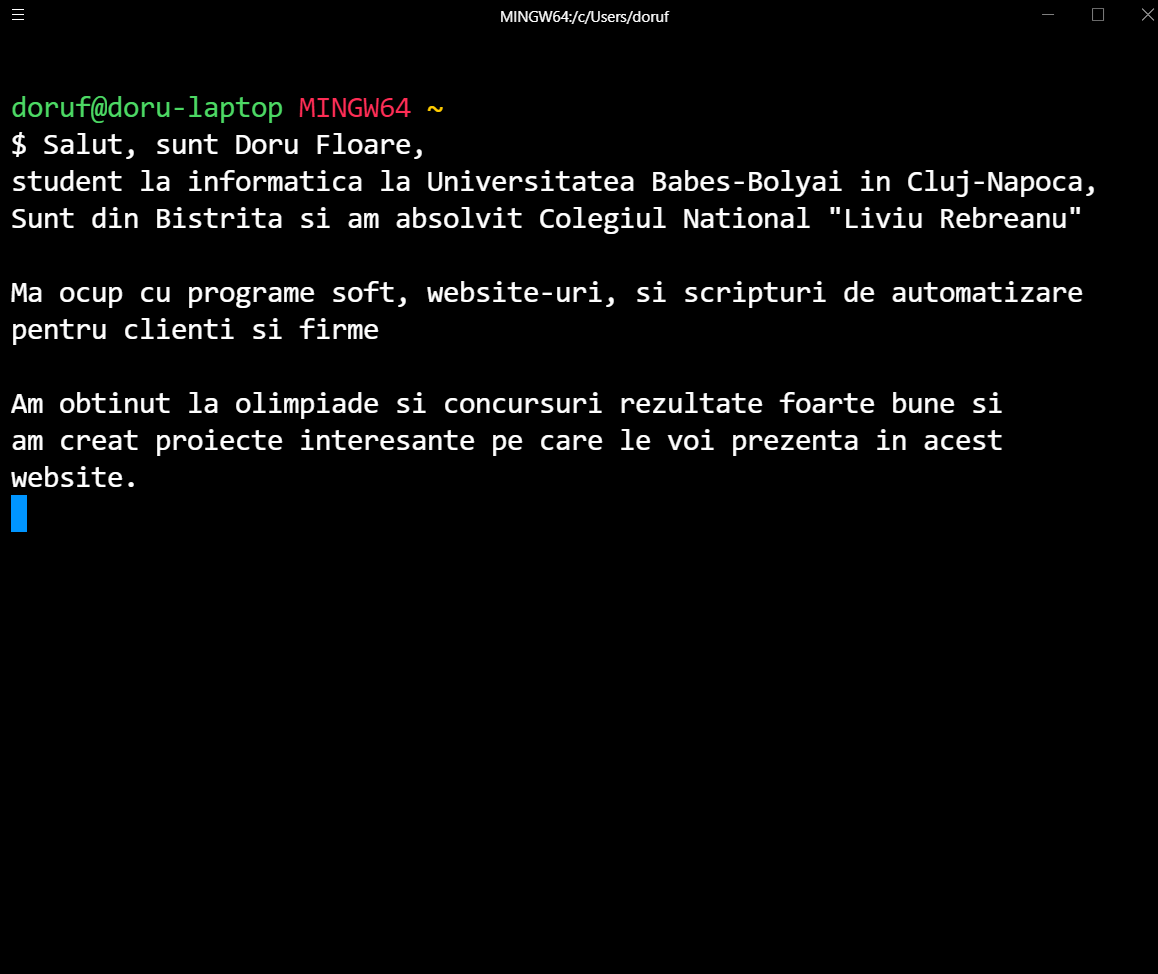 MINGW64:/c/Users/doruf
doruf@doru-laptop MINGW64 ~
$ Salut, sunt Doru Floare,
student la informatica la Universitatea Babes-Bolyai in Cluj-Napoca,
Sunt din Bistrita si am absolvit Colegiul National "Liviu Rebreanu"
Ma ocup cu programe soft, website-uri, si scripturi de automatizare
pentru clienti si firme
Am obtinut la olimpiade si concursuri rezultate foarte bune si
am creat proiecte interesante pe care le voi prezenta in acest
website.